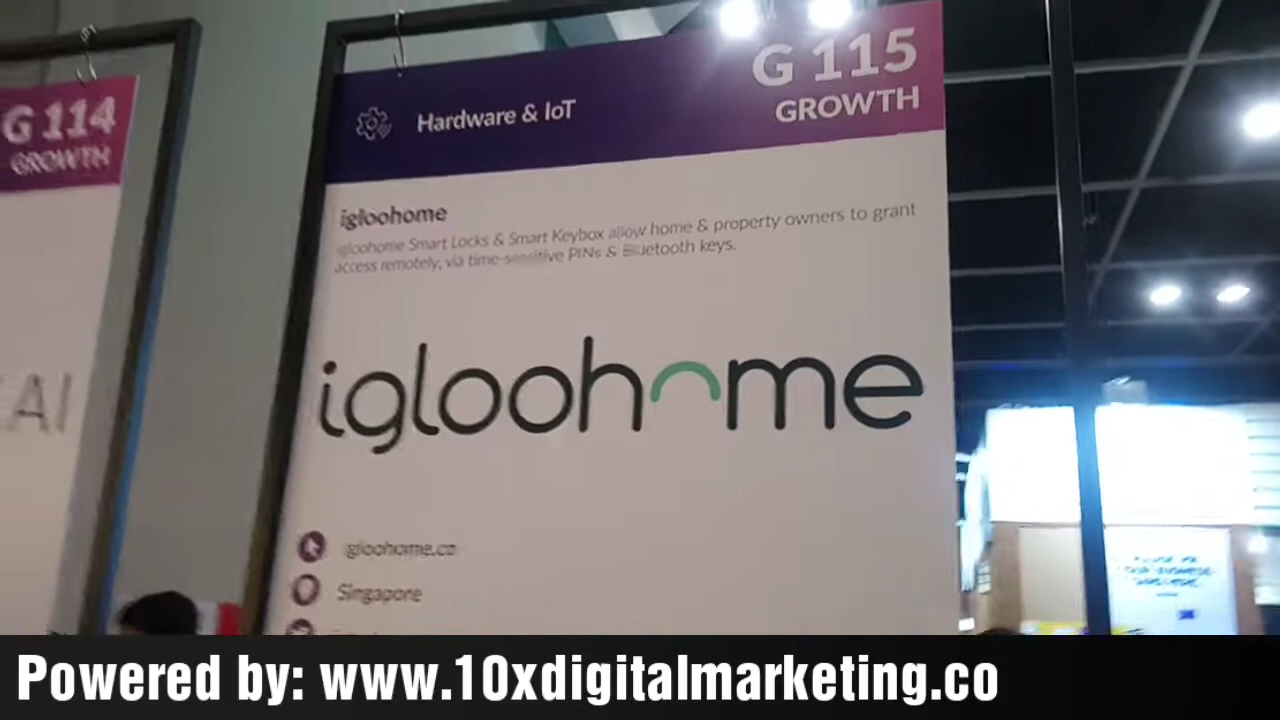 G 114
GROWTH
AI
Hardware & IoT
G 115
GROWTH
igloohome
igloohome Smart Locks & Smart Keybox allow home & property owners to grant
access remotely, via time-sensitive PINs & Bluetooth keys.
igloohome
igloohome.co
Singapore
Powered by: www.10xdigitalmarketing.co